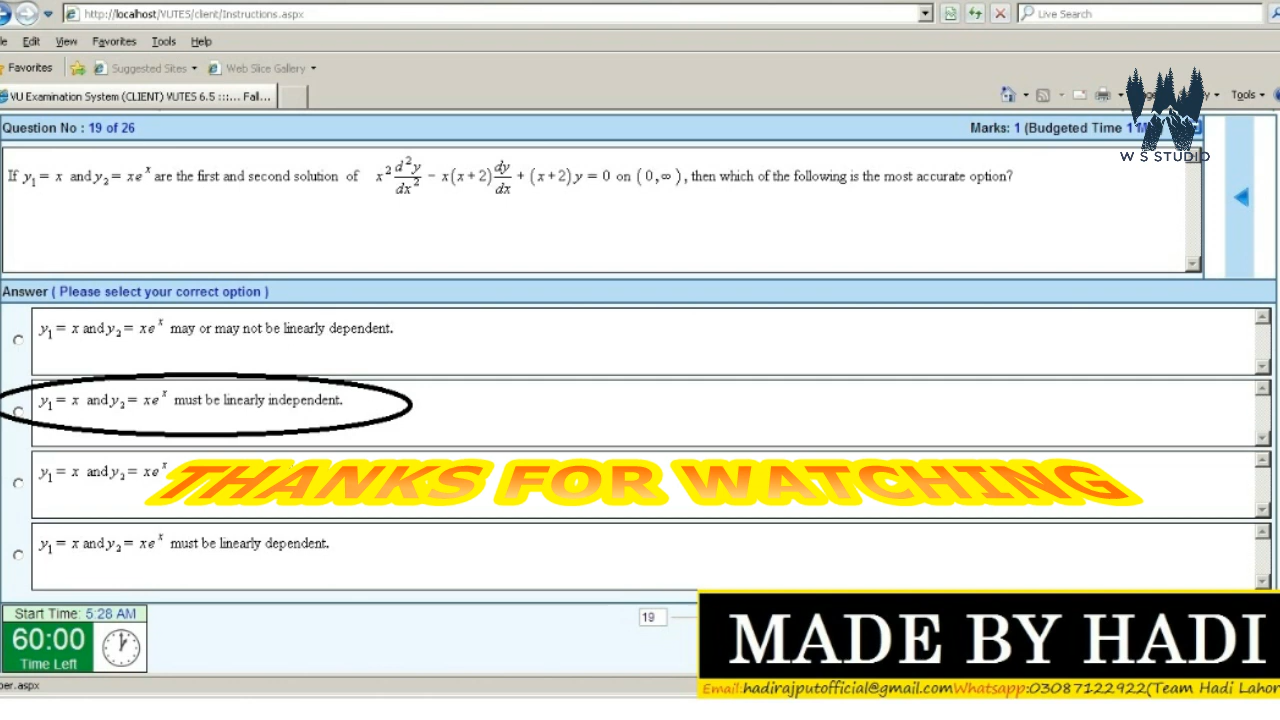 http://localhost/VUTES/client/Instructions.aspx
Live Search
Edit View Favorites Tools Help
Favorites Suggested Sites Web Slice Gallery
VU Examination System (CLIENT) VUTES 6.5 :::... Fall...
Tools
W S STUDIO
Question No : 19 of 26
Marks: 1 (Budgeted Time 1
If y₁ = x and y₂ = xeˣ are the first and second solution of x² d²y/dx² − x(x+2) dy/dx + (x+2)y = 0 on (0,∞), then which of the following is the most accurate option?
Answer ( Please select your correct option )
y₁ = x and y₂ = xeˣ may or may not be linearly dependent.
y₁ = x and y₂ = xeˣ must be linearly independent.
y₁ = x and y₂ = xeˣ
THANKS FOR WATCHING
y₁ = x and y₂ = xeˣ must be linearly dependent.
Start Time: 5:28 AM
60:00
Time Left
19
MADE BY HADI
Email:hadirajputofficial@gmail.comWhatsapp:03087122922(Team Hadi Lahor
per.aspx